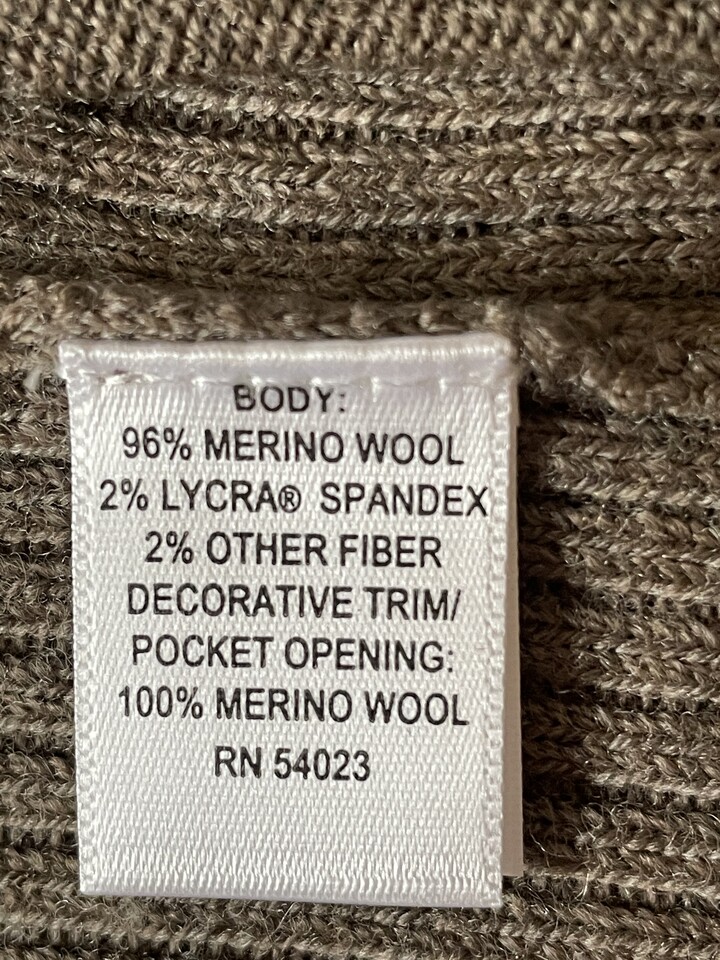 BODY:
96% MERINO WOOL
2% LYCRA® SPANDEX
2% OTHER FIBER
DECORATIVE TRIM/
POCKET OPENING:
100% MERINO WOOL
RN 54023